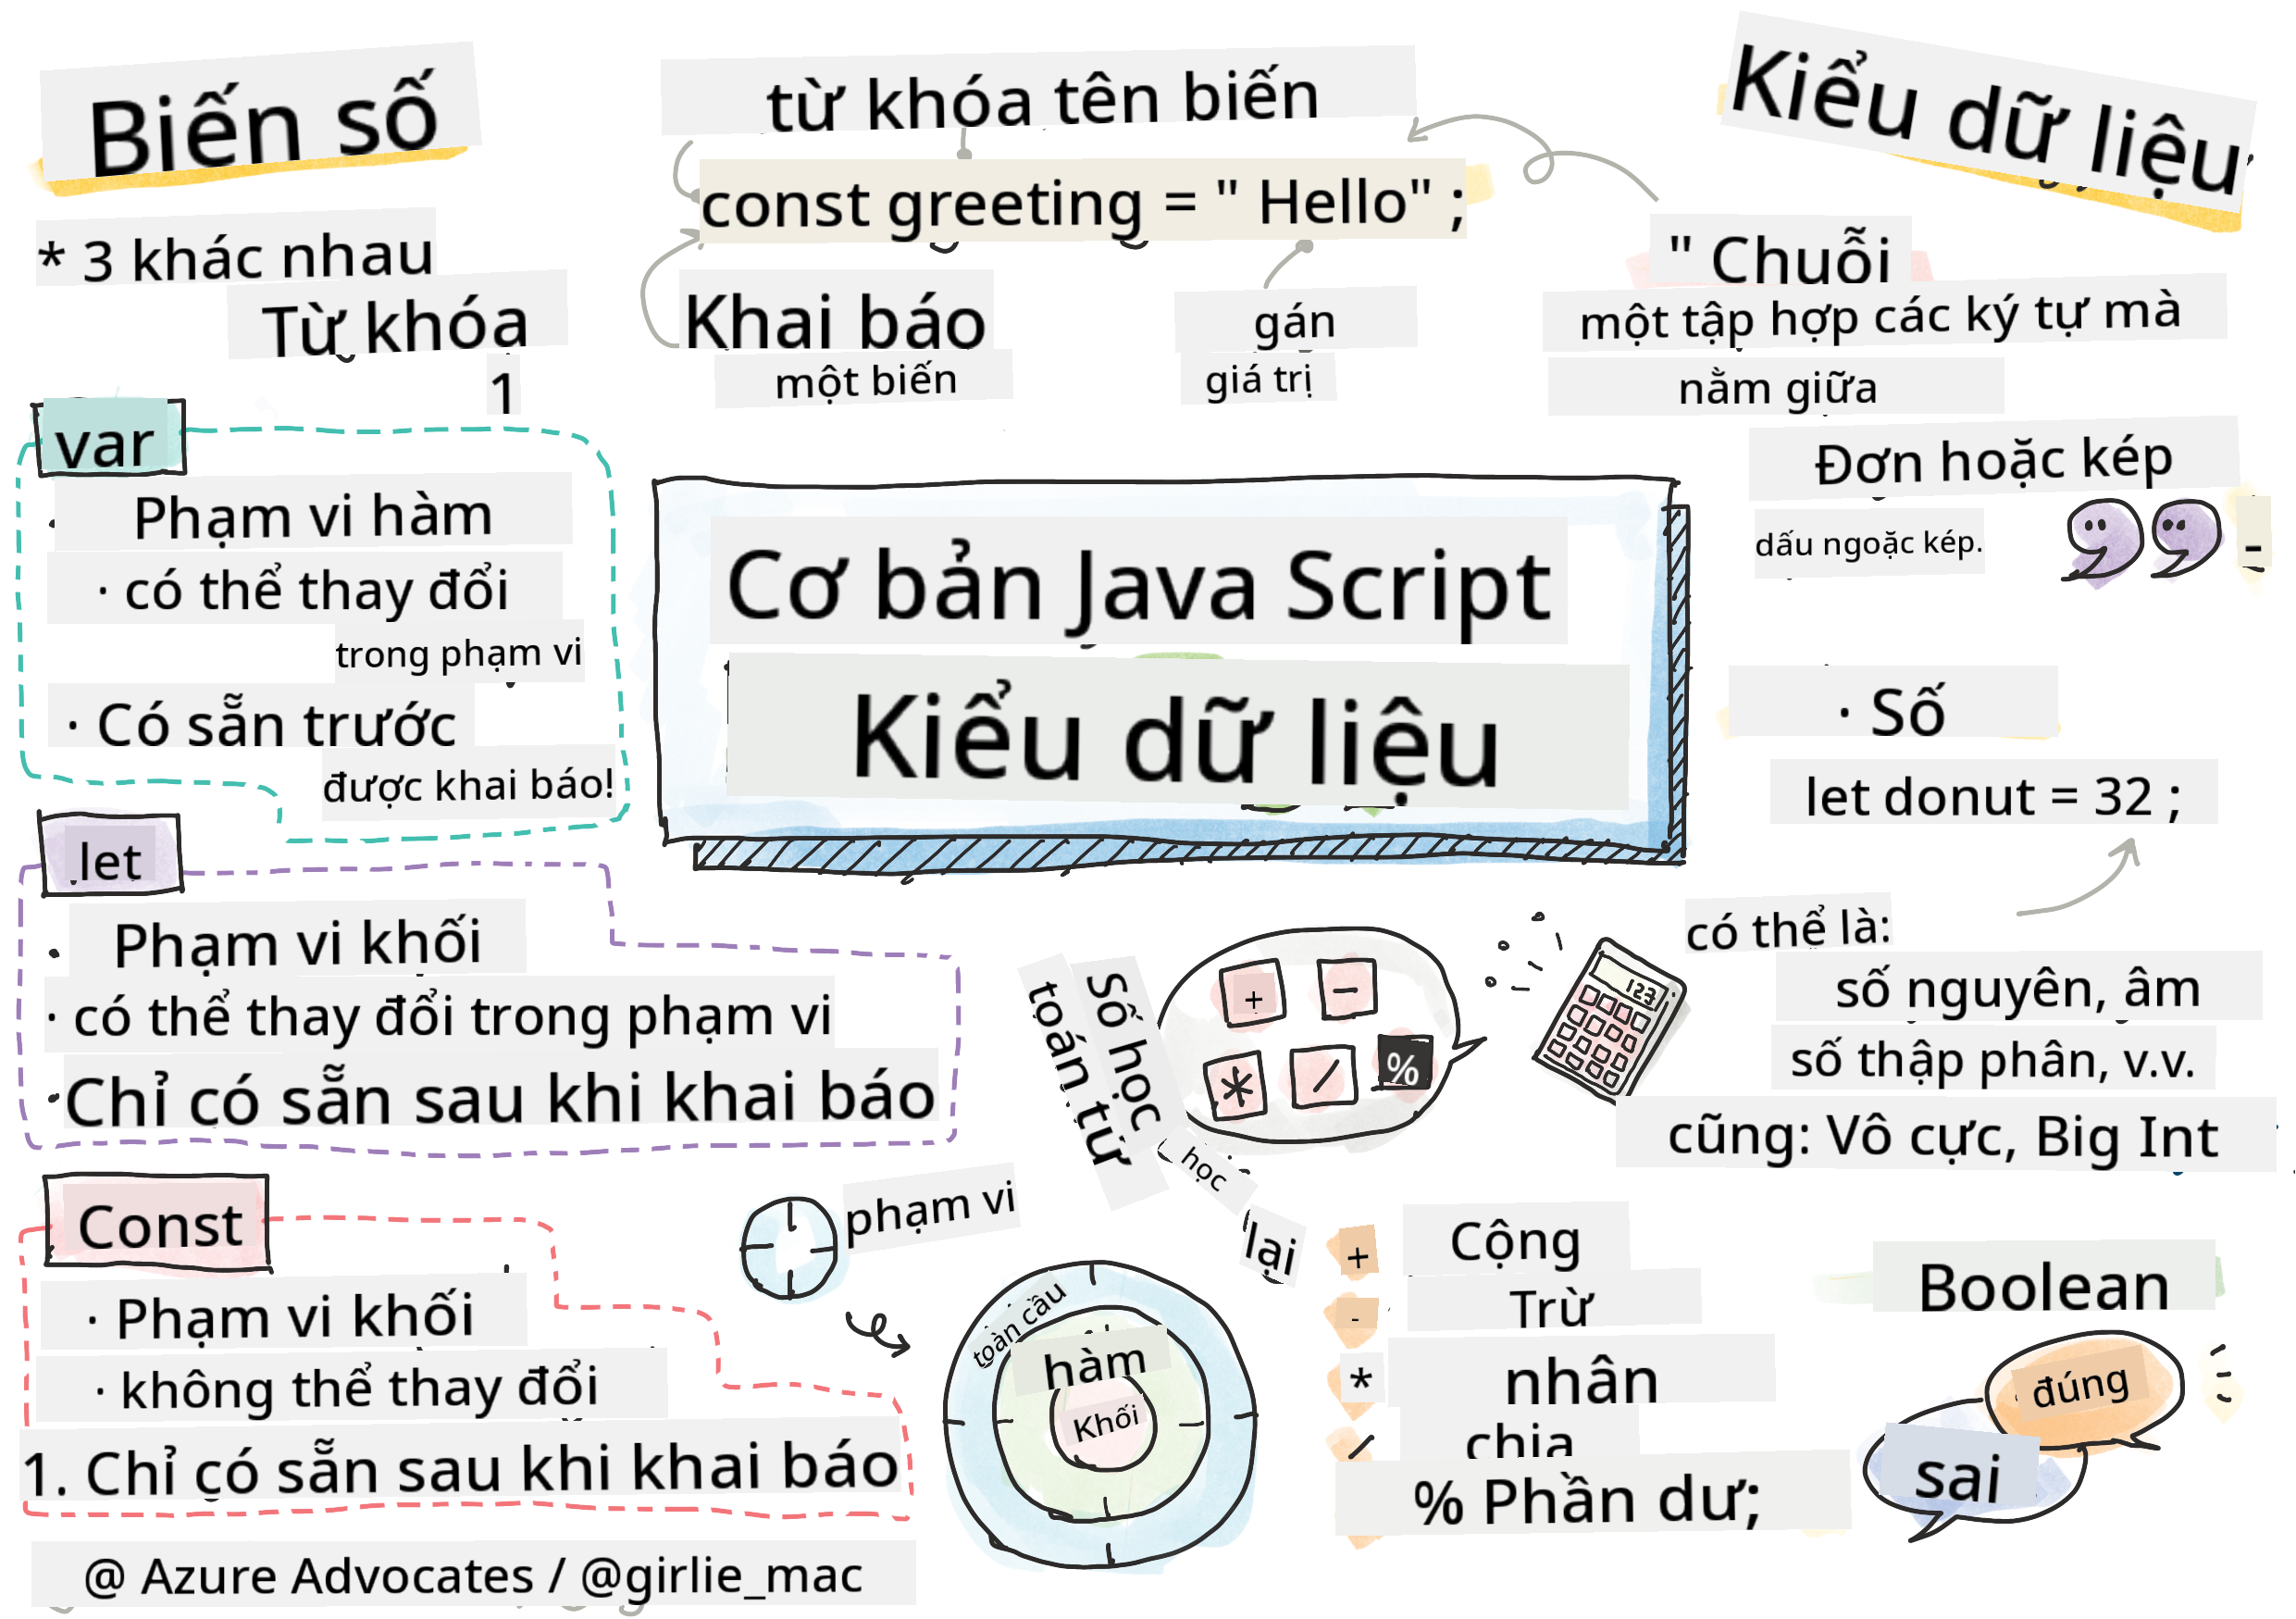 Biến số
* 3 khác nhau
Từ khóa
1
var
Phạm vi hàm
· có thể thay đổi
trong phạm vi
· Có sẵn trước
được khai báo!
let
· Phạm vi khối
· có thể thay đổi trong phạm vi
· Chỉ có sẵn sau khi khai báo
Const
· Phạm vi khối
· không thể thay đổi
1. Chỉ có sẵn sau khi khai báo
@ Azure Advocates / @girlie_mac
từ khóa tên biến
const greeting = " Hello" ;
Khai báo
một biến
gán
giá trị
Cơ bản Java Script
Kiểu dữ liệu
Số học
toán tử
+ −
* / %
123
học
lại
phạm vi
toàn cầu
hàm
Khối
+ Cộng
- Trừ
* nhân
/ chia
% Phần dư;
Kiểu dữ liệu
" Chuỗi
một tập hợp các ký tự mà
nằm giữa
Đơn hoặc kép
dấu ngoặc kép.
-
· Số
let donut = 32 ;
có thể là:
số nguyên, âm
số thập phân, v.v.
cũng: Vô cực, Big Int
Boolean
đúng
sai